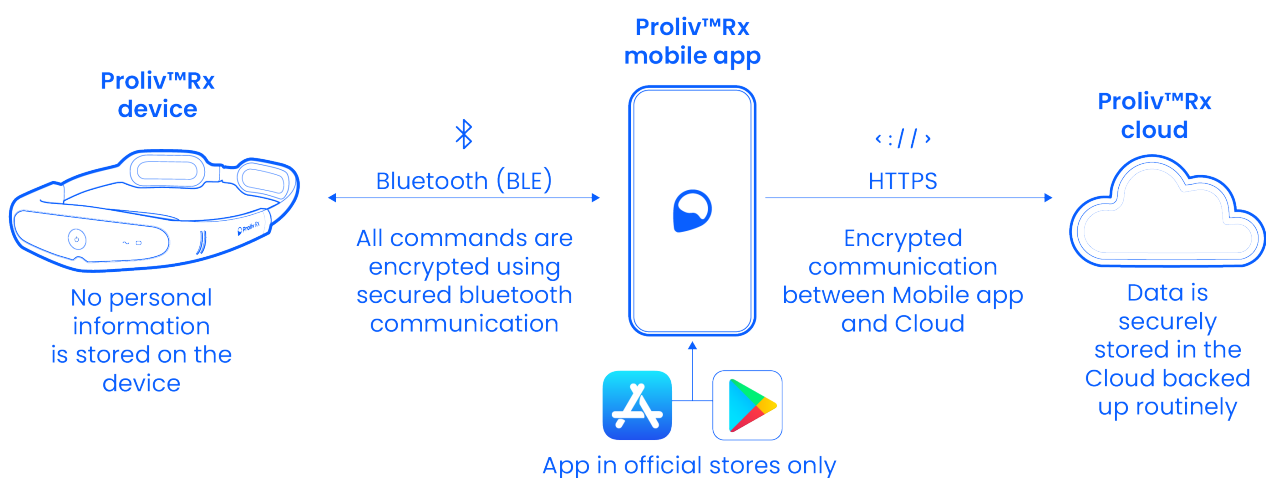 Proliv™Rx
mobile app
Proliv™Rx
device
Proliv™Rx
cloud
Bluetooth (BLE)
<://>
HTTPS
Proliv Rx
All commands are
encrypted using
secured bluetooth
communication
Encrypted
communication
between Mobile app
and Cloud
No personal
information
is stored on the
device
Data is
securely
stored in the
Cloud backed
up routinely
App in official stores only